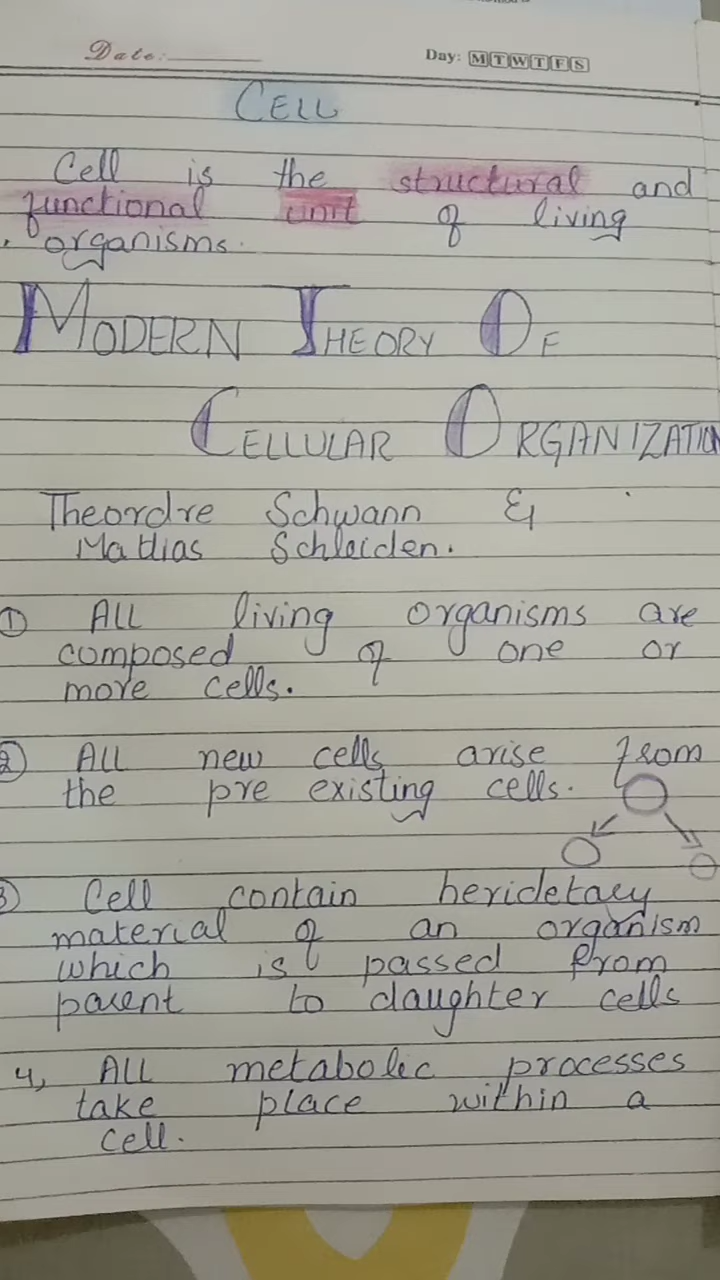 Date:
Day: M T W T F S
CELL
Cell is the structural and
functional unit of living
organisms.
MODERN THEORY OF
CELLULAR ORGANIZATION
Theordre Schwann &
Mattias Schleiden.
① All living organisms are
composed of one or
more cells.
② All new cells arise from
the pre existing cells.
③ Cell contain heridetary
material of an organism
which is passed from
parent to daughter cells
4, All metabolic processes
take place within a
cell.